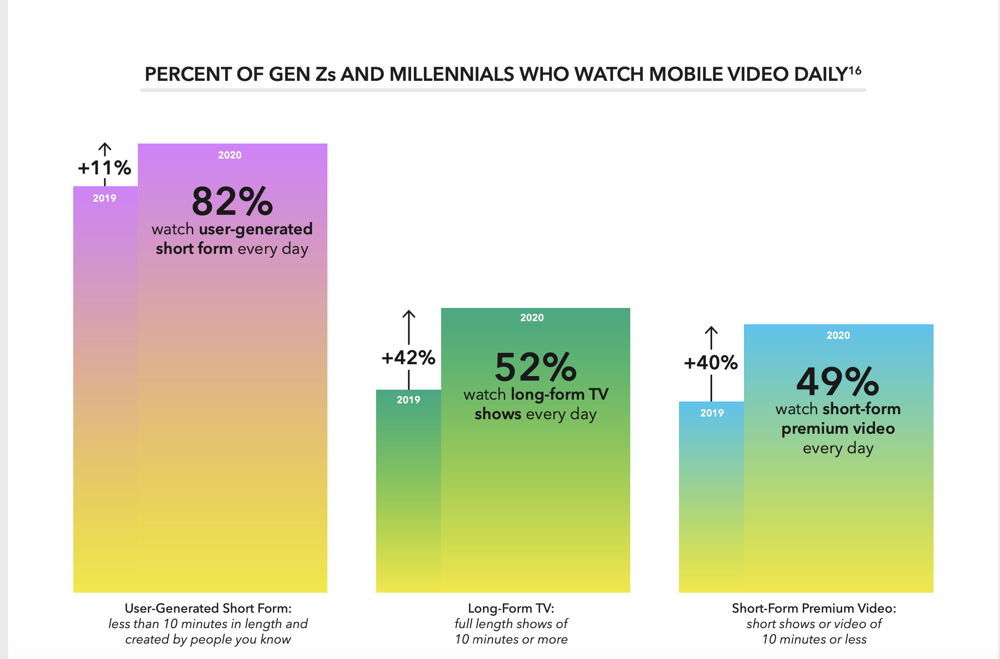 PERCENT OF GEN Zs AND MILLENNIALS WHO WATCH MOBILE VIDEO DAILY¹⁶
+11%
2019
2020
82%
watch user-generated
short form every day
User-Generated Short Form:
less than 10 minutes in length and
created by people you know
+42%
2019
2020
52%
watch long-form TV
shows every day
Long-Form TV:
full length shows of
10 minutes or more
+40%
2019
2020
49%
watch short-form
premium video
every day
Short-Form Premium Video:
short shows or video of
10 minutes or less